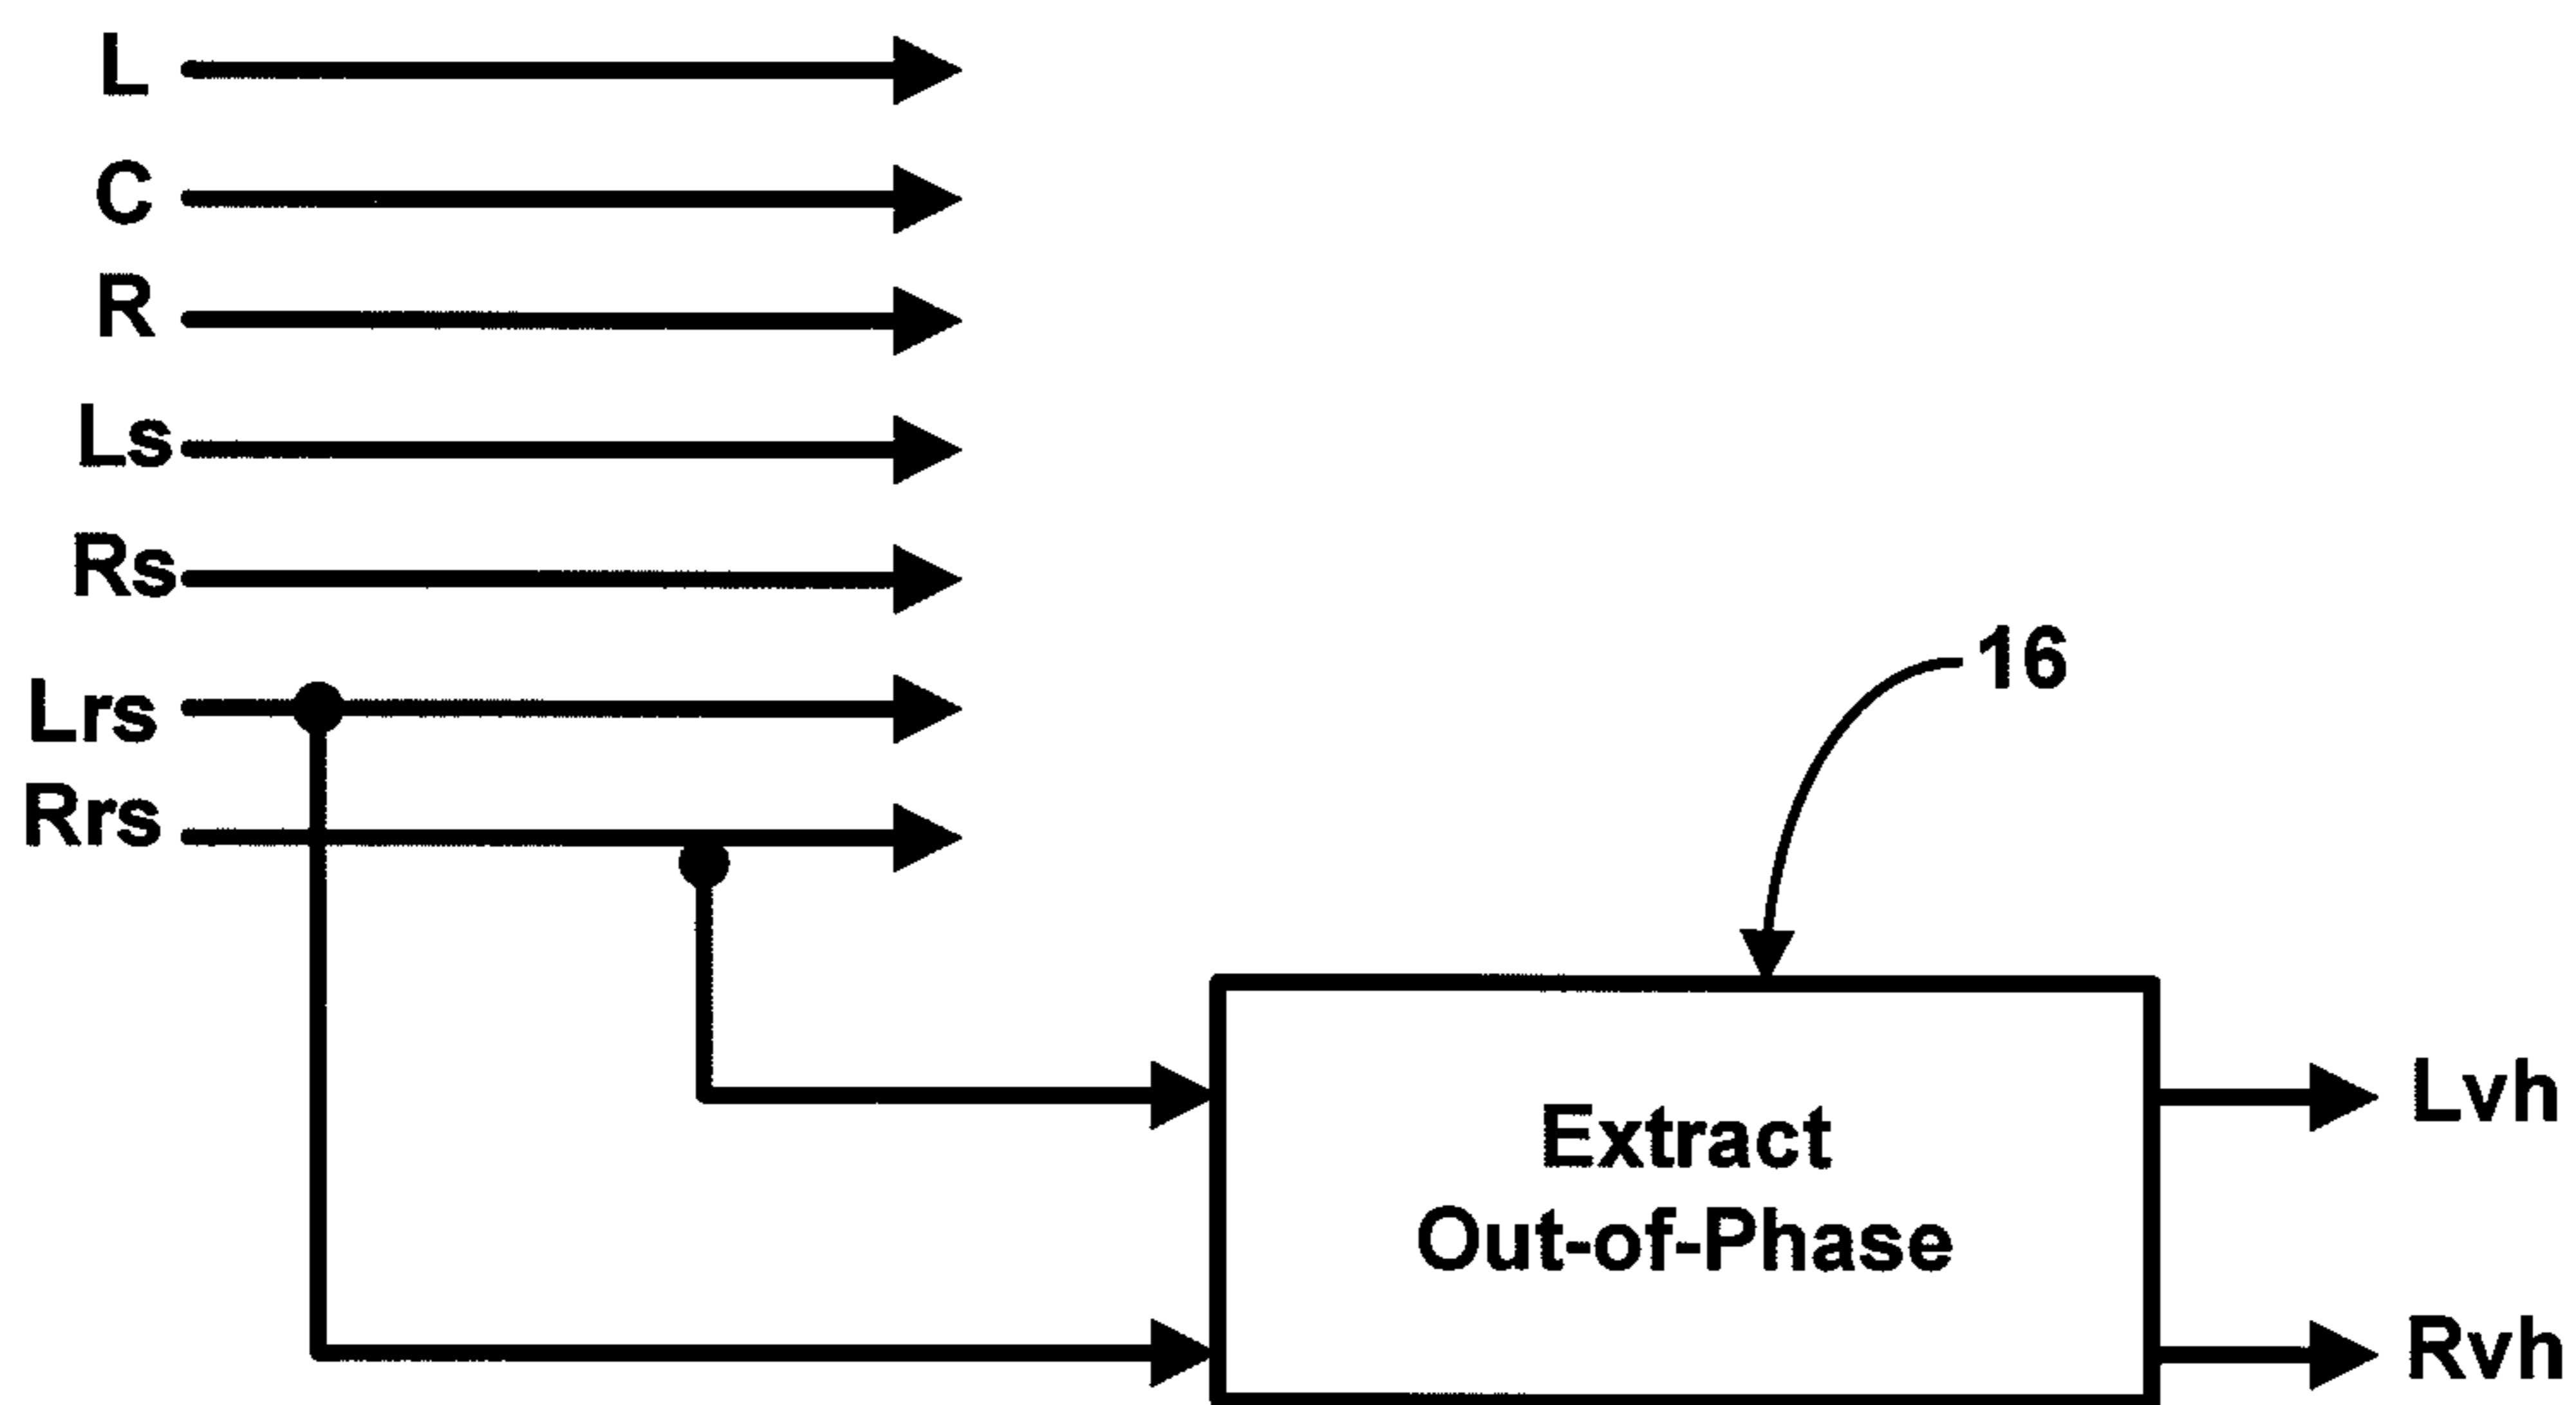 L
C
R
Ls
Rs
Lrs
Rrs
16
Extract
Out-of-Phase
Lvh
Rvh